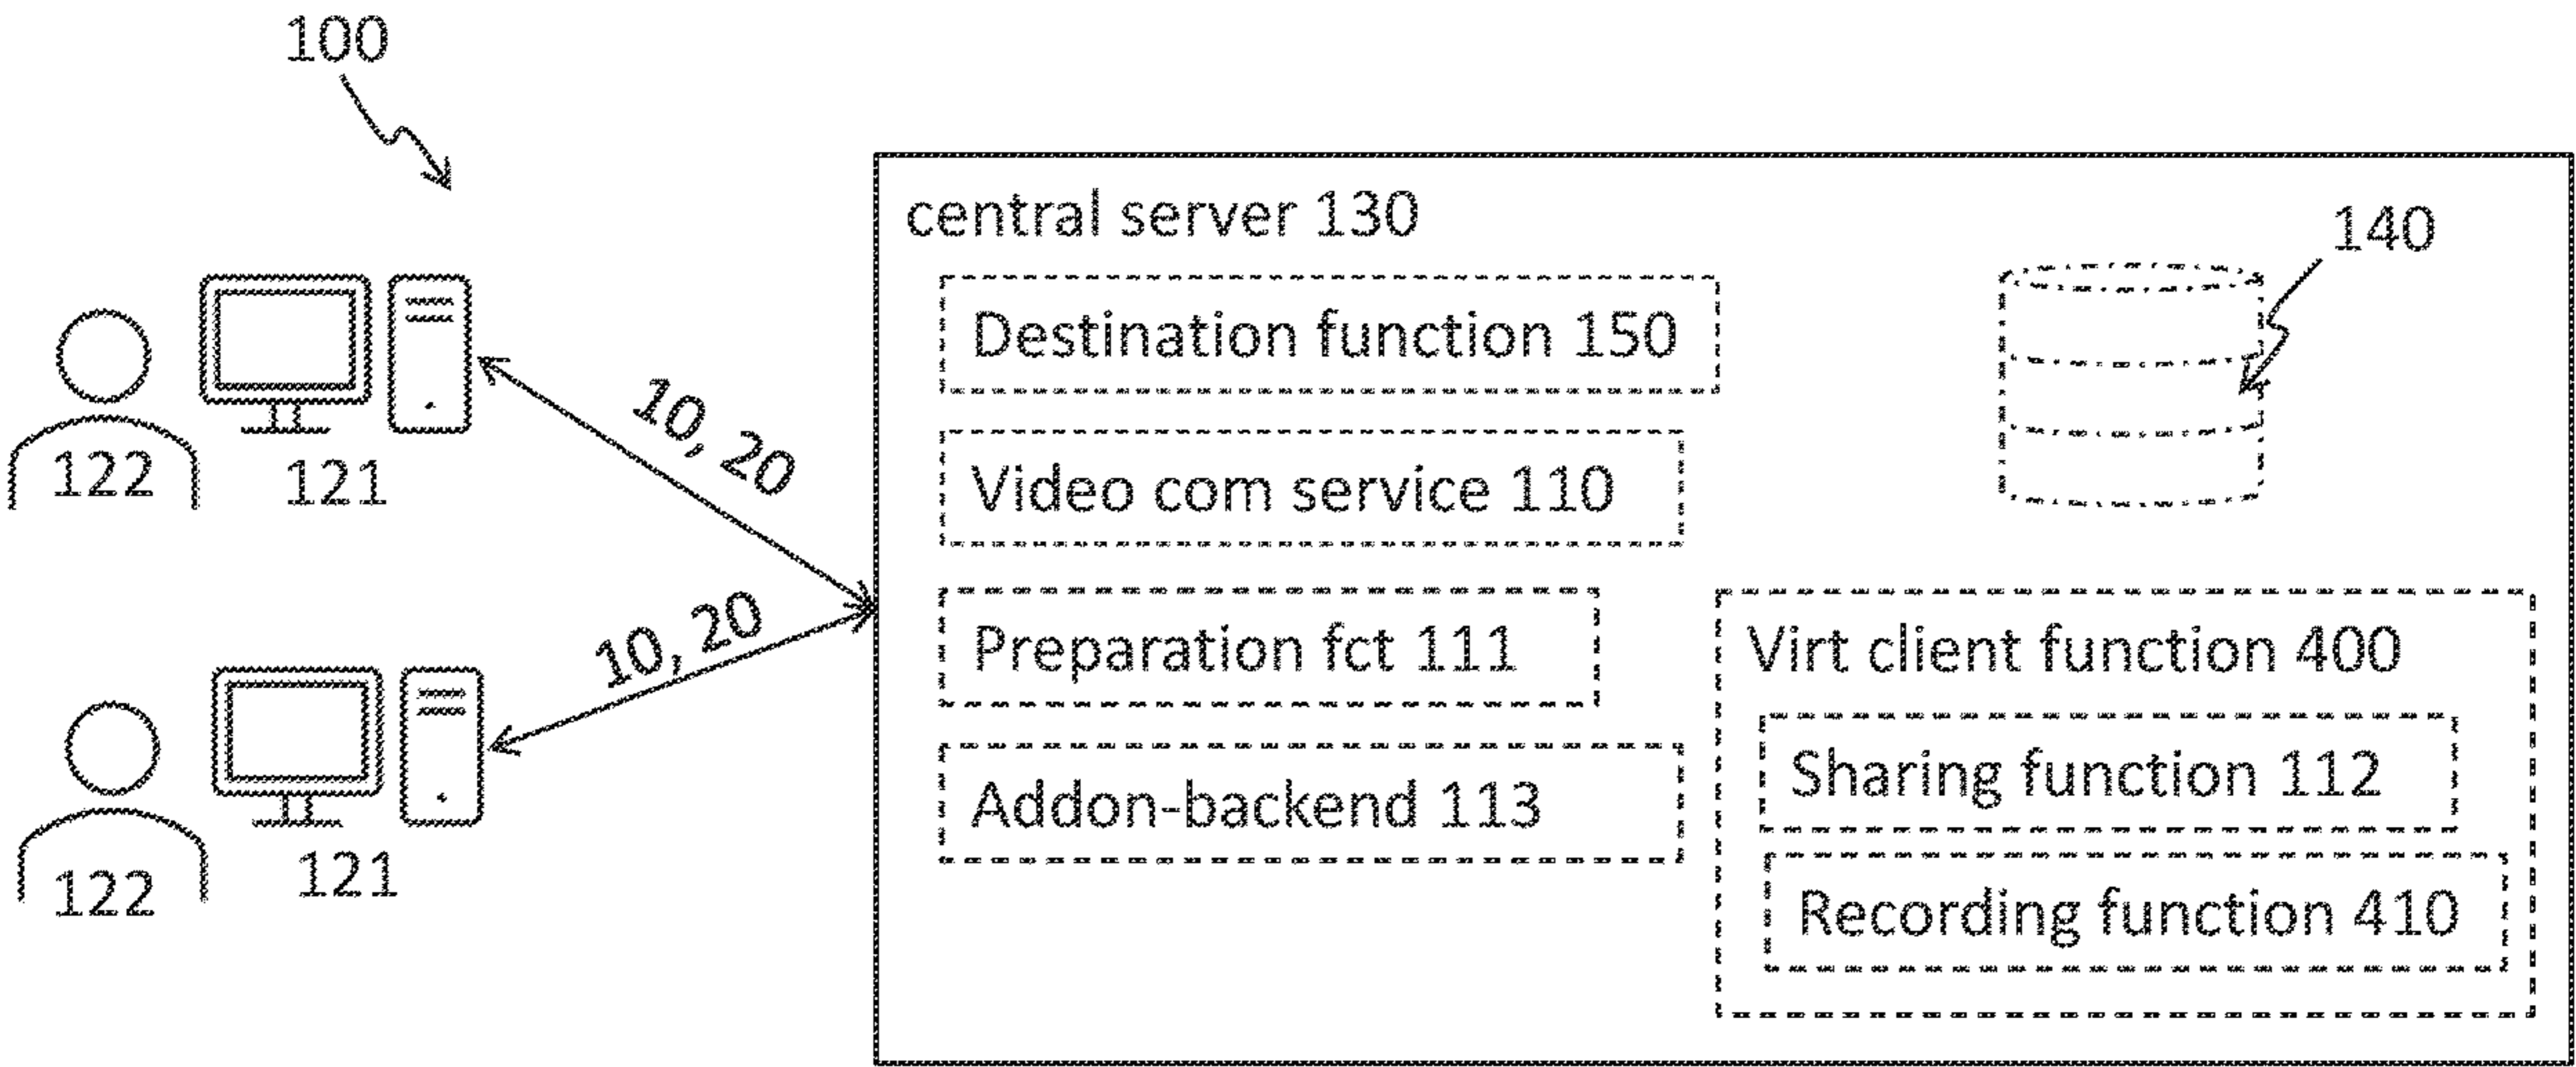 100
central server 130
140
Destination function 150
10, 20
122
121
Video com service 110
10, 20
Preparation fct 111
Virt client function 400
Sharing function 112
Addon-backend 113
122
121
Recording function 410